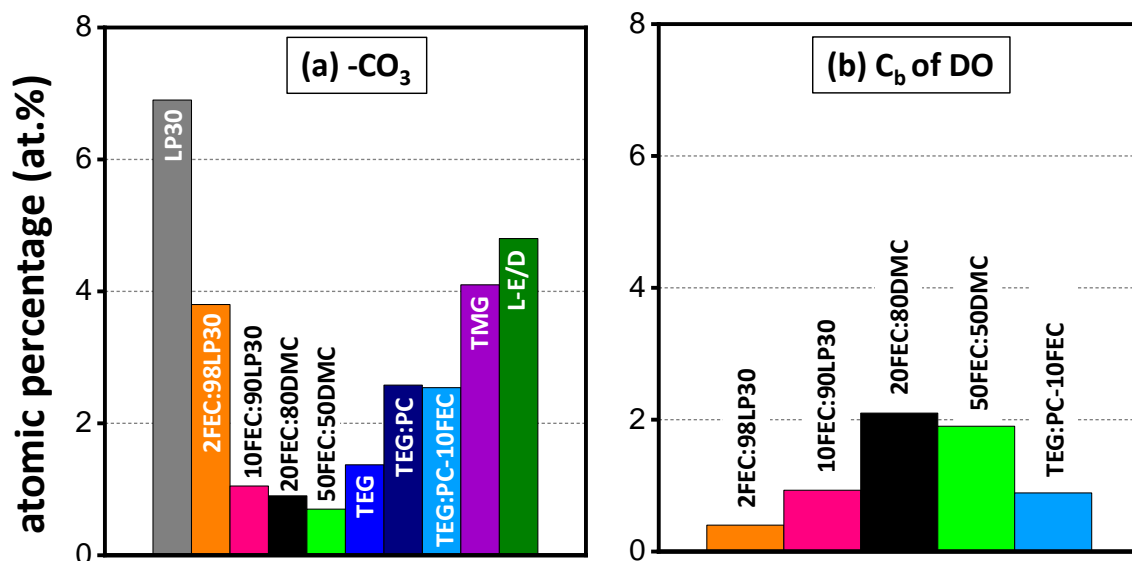 atomic percentage (at.%)
8
6
4
2
0
(a) -CO₃
LP30
2FEC:98LP30
10FEC:90LP30
20FEC:80DMC
50FEC:50DMC
TEG
TEG:PC
TEG:PC-10FEC
TMG
L-E/D
8
6
4
2
0
(b) C_b of DO
2FEC:98LP30
10FEC:90LP30
20FEC:80DMC
50FEC:50DMC
TEG:PC-10FEC